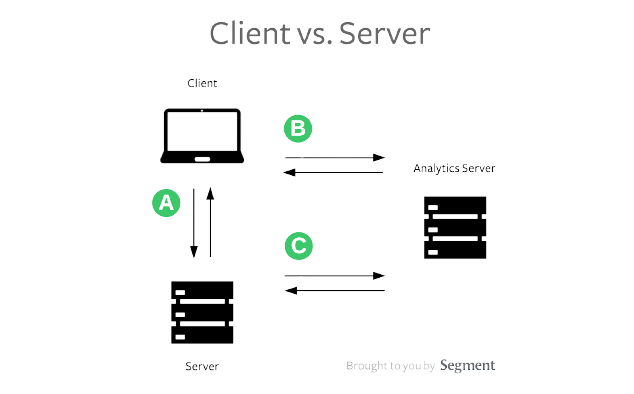 Client vs. Server
Client
B
Analytics Server
A
C
Server
Brought to you by Segment